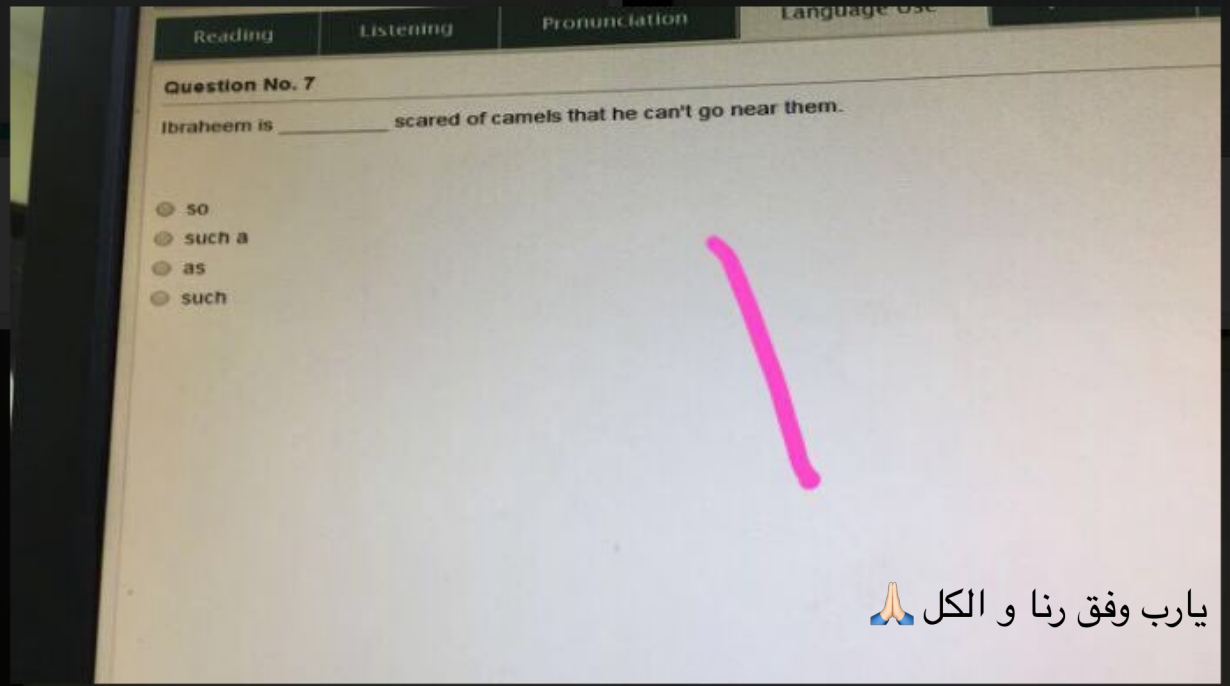 Reading Listening Pronunciation Language Use
Question No. 7
Ibraheem is ________ scared of camels that he can't go near them.
so
such a
as
such
يارب وفق رنا و الكل🙏🏻